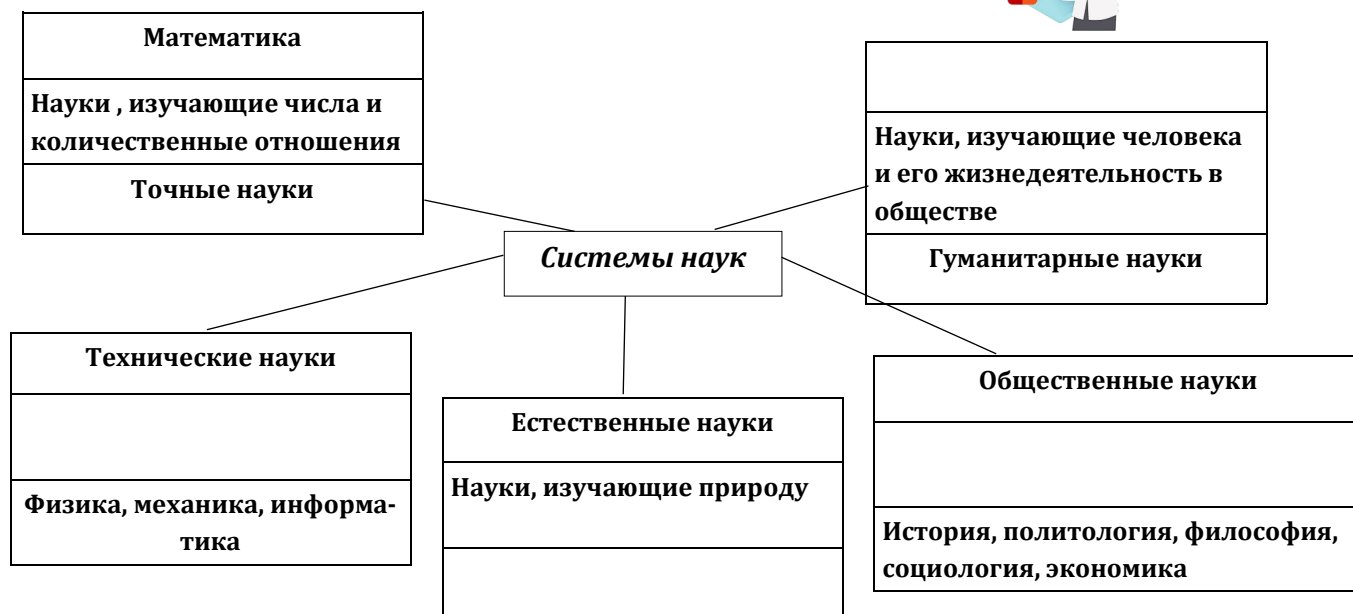 Математика
Науки , изучающие числа и
количественные отношения
Точные науки
Науки, изучающие человека
и его жизнедеятельность в
обществе
Гуманитарные науки
Системы наук
Технические науки
Физика, механика, информа-
тика
Естественные науки
Науки, изучающие природу
Общественные науки
История, политология, философия,
социология, экономика